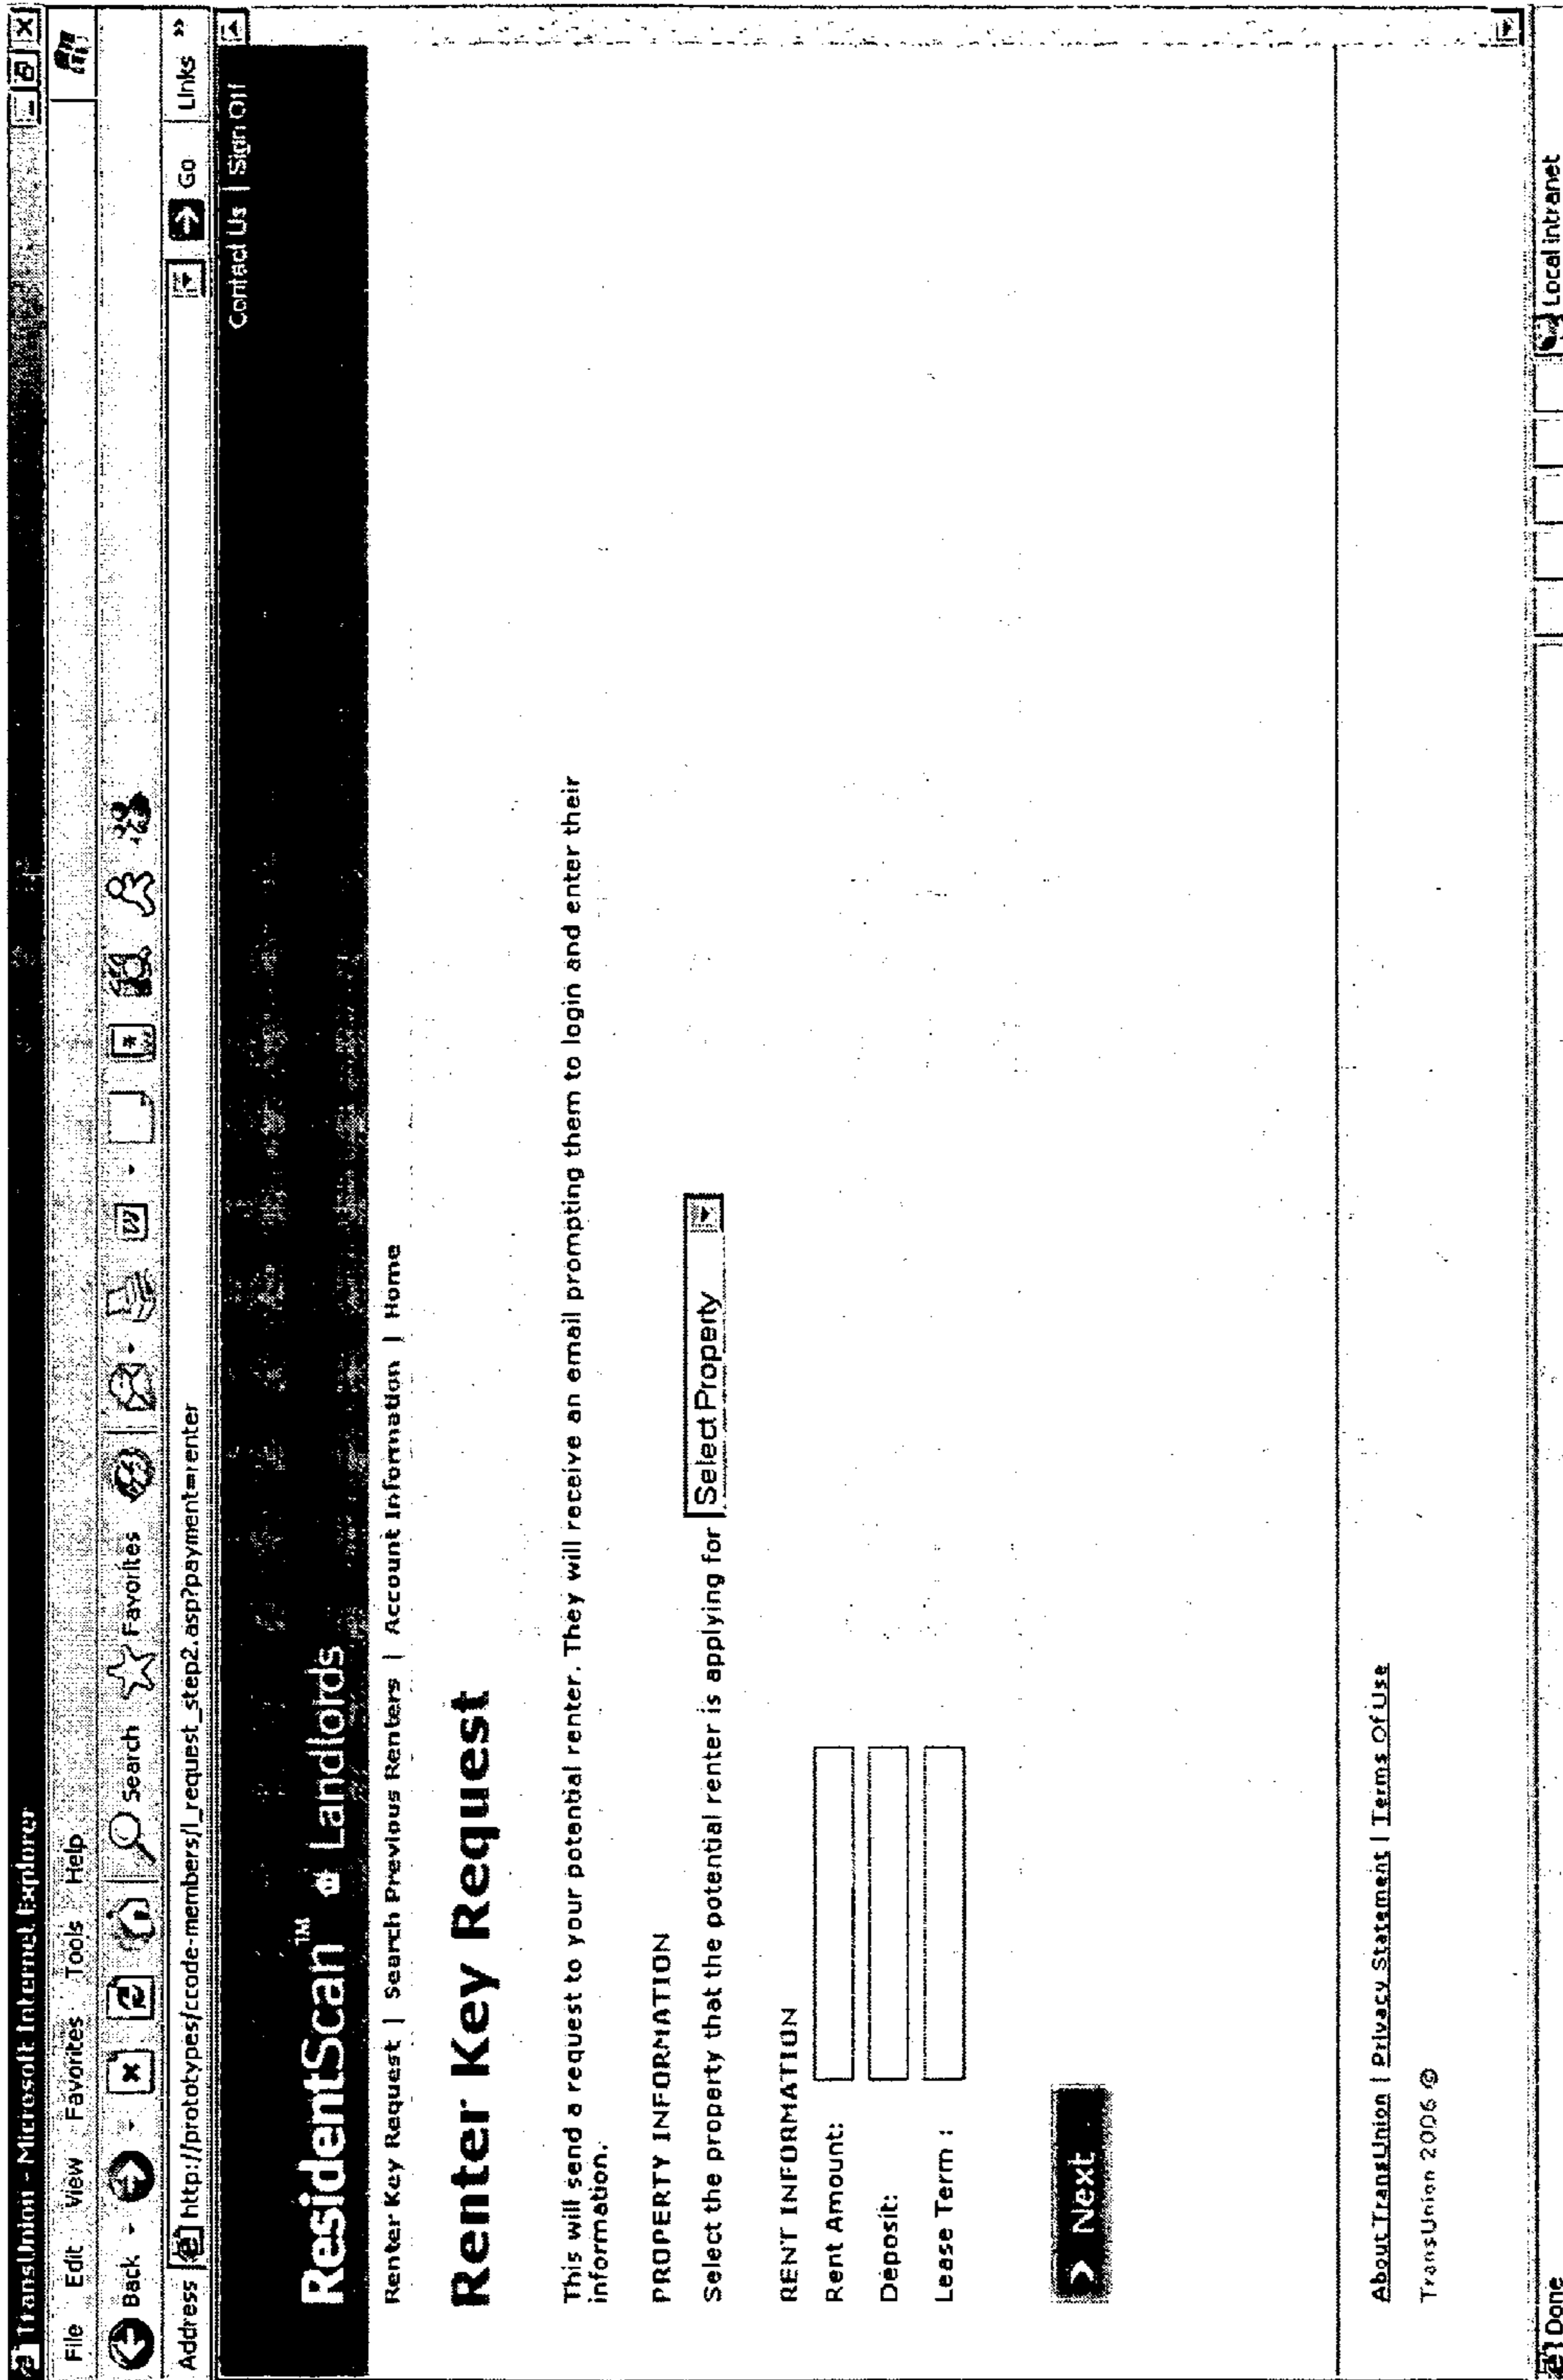 TransUnion - Microsoft Internet Explorer
File Edit View Favorites Tools Help
Back Search Favorites
Address http://prototypes/ccode-members/l_request_step2.asp?payment=renter Go Links »
Contact Us | Sign Off
ResidentScan™ Landlords
Renter Key Request | Search Previous Renters | Account Information | Home
Renter Key Request
This will send a request to your potential renter. They will receive an email prompting them to login and enter their
information.
PROPERTY INFORMATION
Select the property that the potential renter is applying for Select Property
RENT INFORMATION
Rent Amount:
Deposit:
Lease Term :
> Next
About TransUnion | Privacy Statement | Terms Of Use
TransUnion 2006 ©
Done Local intranet